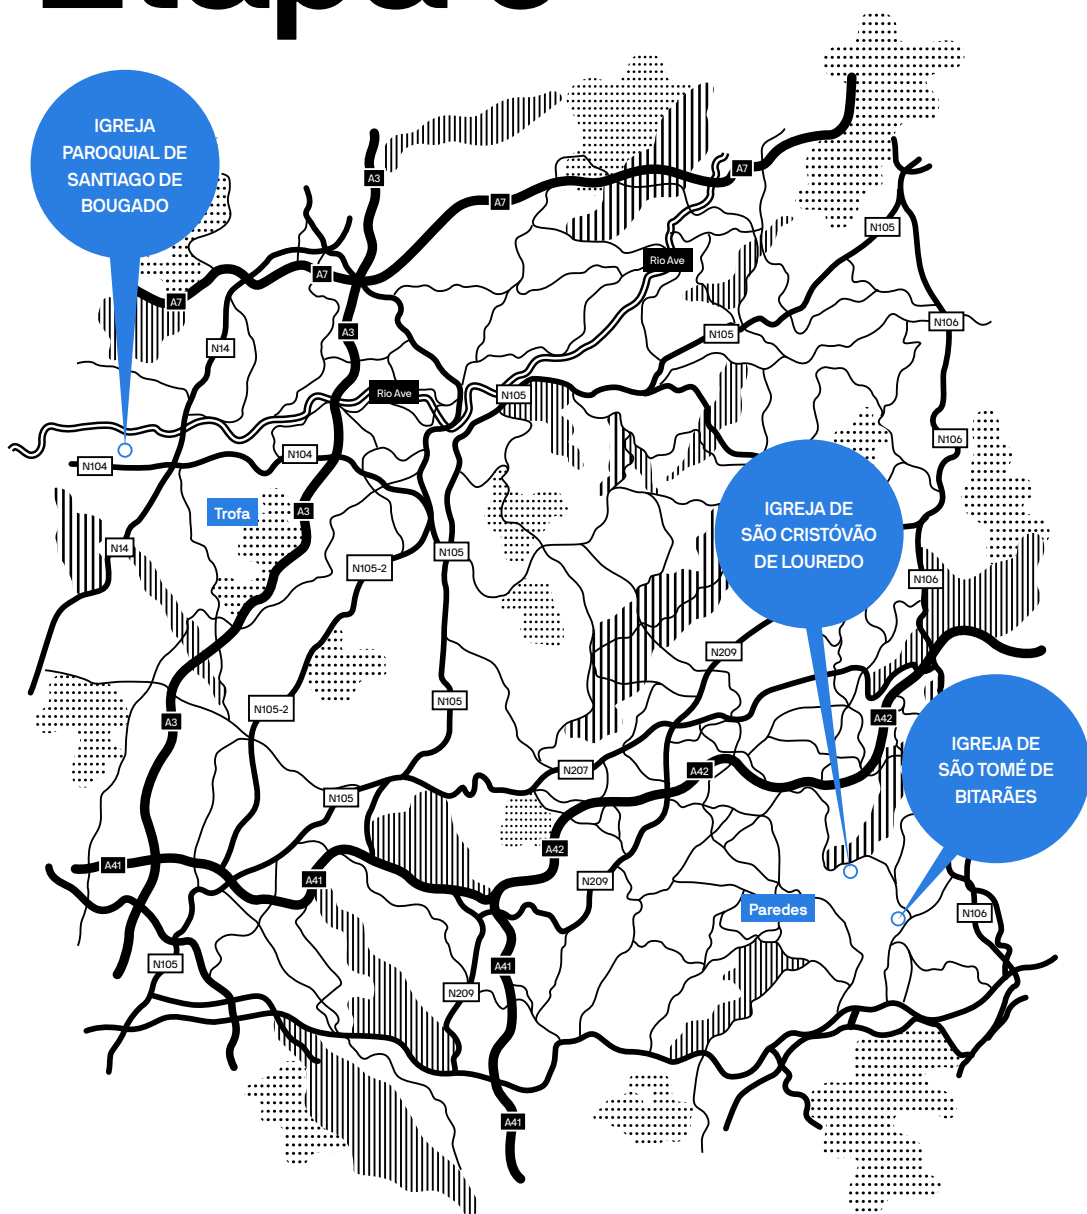 IGREJA
PAROQUIAL DE
SANTIAGO DE
BOUGADO
A3
A7
A7
N105
Rio Ave
A7
A7
N106
A3
N105
N14
Rio Ave
N105
N106
N104
N104
Trofa
A3
IGREJA DE
SÃO CRISTÓVÃO
DE LOUREDO
N14
N105
N105-2
N106
N209
N105
N105-2
A3
A42
IGREJA DE
SÃO TOMÉ DE
BITARÃES
N207
A42
N105
A42
A41
A41
N209
Paredes
N106
N105
A41
N209
A41